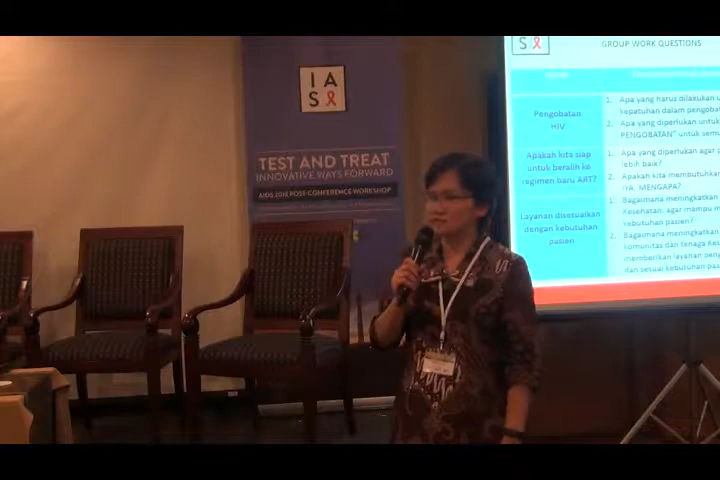 IA
S
TEST AND TREAT
INNOVATIVE WAYS FORWARD
AIDS 2018 POST-CONFERENCE WORKSHOP
S
GROUP WORK QUESTIONS
Pengobatan
HIV
1. Apa yang harus dilakukan u
kepatuhan dalam pengobat
2. Apa yang diperlukan untuk
PENGOBATAN" untuk semu
Apakah kita siap
untuk beralih ke
regimen baru ART?
1. Apa yang diperlukan agar p
lebih baik?
2. Apakah kita membutuhkan
IYA, MENGAPA?
Layanan disesuaikan
dengan kebutuhan
pasien
1. Bagaimana meningkatkan
Kesehatan, agar mampu m
kebutuhan pasien?
2. Bagaimana meningkatkan
komunitas dan tenaga Kes
memberikan layanan peng
dan sesuai kebutuhan pas